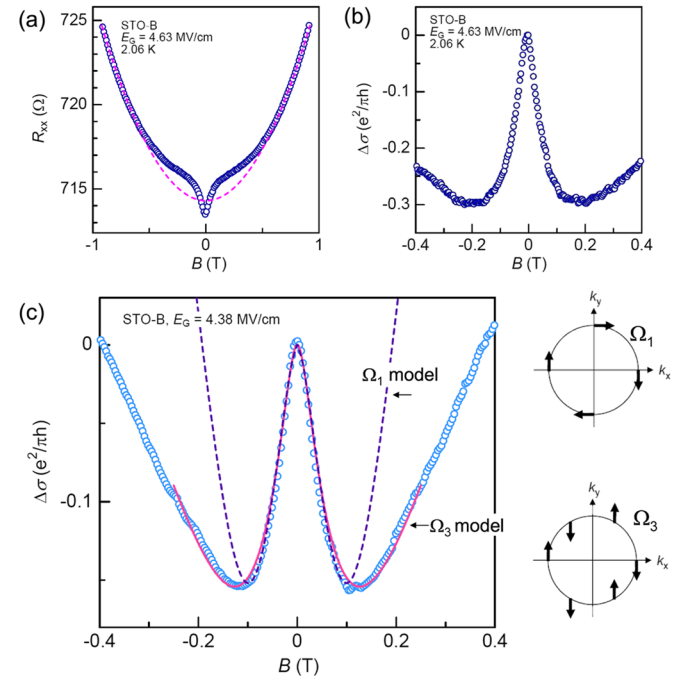 (a)
STO-B
E_G = 4.63 MV/cm
2.06 K
725
720
715
R_xx (Ω)
-1
0
1
B (T)
(b)
STO-B
E_G = 4.63 MV/cm
2.06 K
0
-0.1
-0.2
-0.3
Δσ (e²/πh)
-0.4
-0.2
0
0.2
0.4
B (T)
(c)
STO-B, E_G = 4.38 MV/cm
Ω₁ model
Ω₃ model
0
-0.1
Δσ (e²/πh)
-0.4
-0.2
0
0.2
0.4
B (T)
k_y
Ω₁
k_x
k_y
Ω₃
k_x